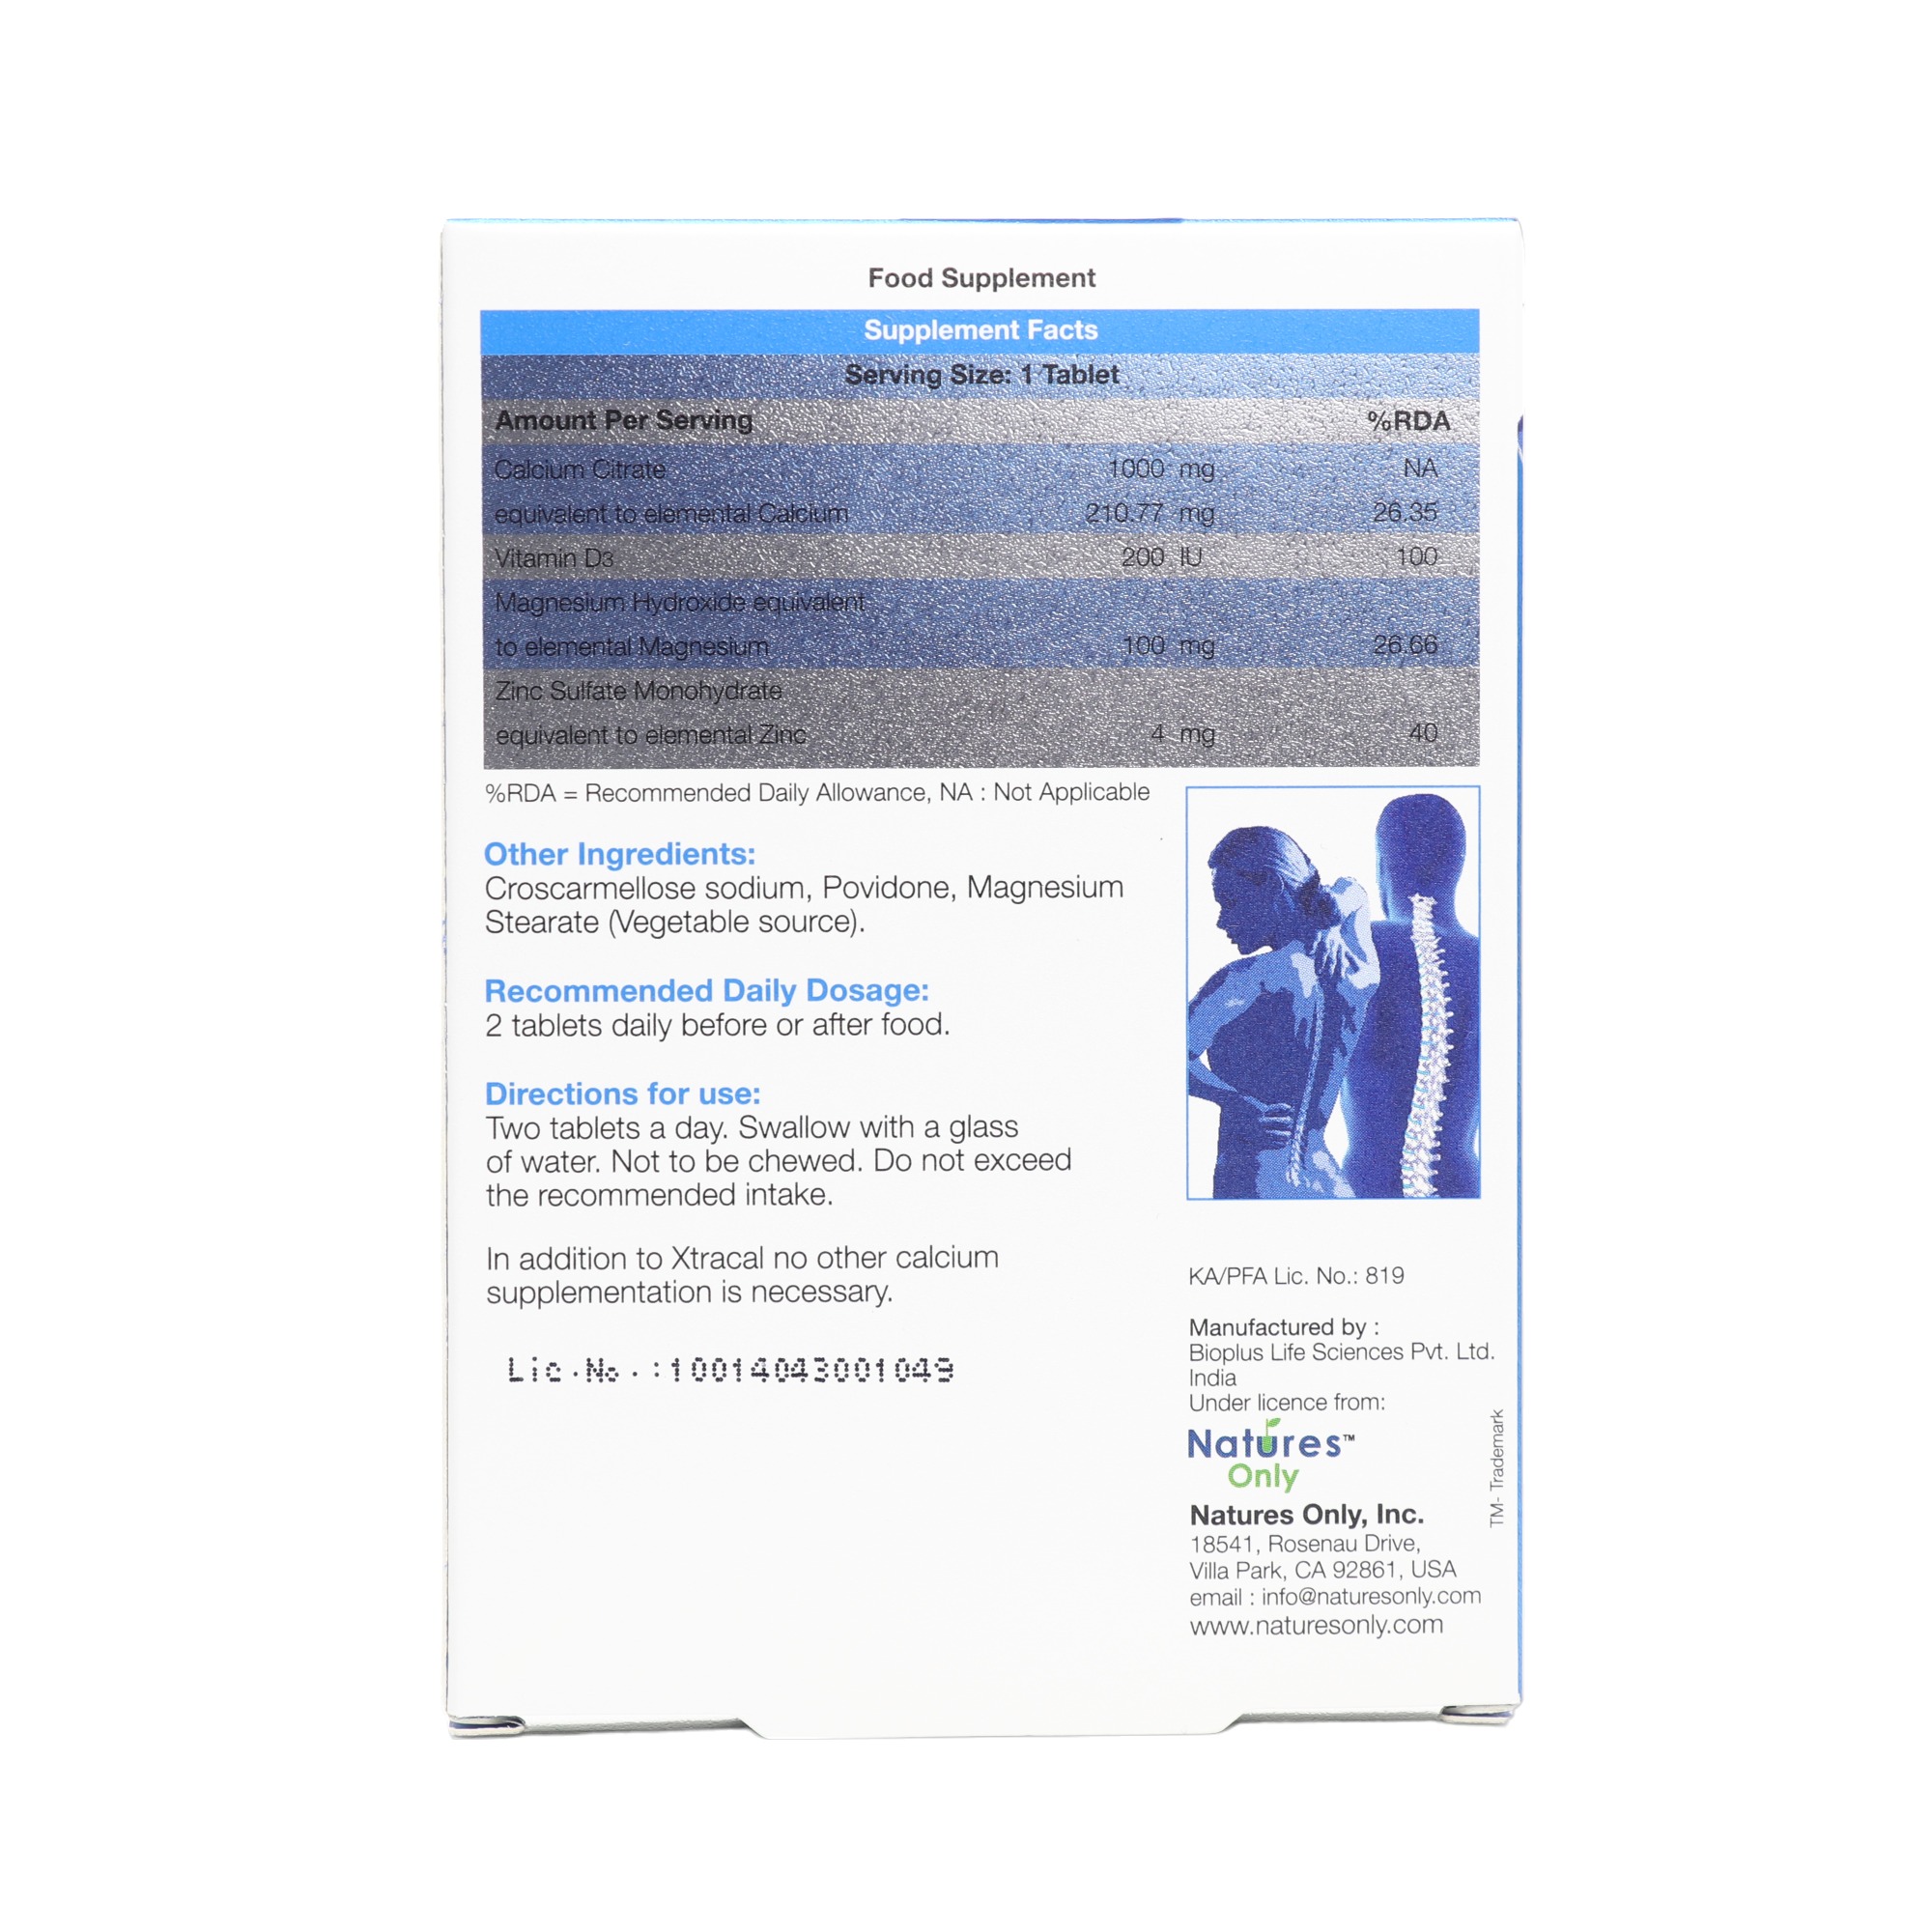 Food Supplement
Supplement Facts
Serving Size: 1 Tablet
Amount Per Serving %RDA
Calcium Citrate 1000 mg NA
equivalent to elemental Calcium 210.77 mg 26.35
Vitamin D3 200 IU 100
Magnesium Hydroxide equivalent
to elemental Magnesium 100 mg 26.66
Zinc Sulfate Monohydrate
equivalent to elemental Zinc 4 mg 40
%RDA = Recommended Daily Allowance, NA : Not Applicable
Other Ingredients:
Croscarmellose sodium, Povidone, Magnesium
Stearate (Vegetable source).
Recommended Daily Dosage:
2 tablets daily before or after food.
Directions for use:
Two tablets a day. Swallow with a glass
of water. Not to be chewed. Do not exceed
the recommended intake.
In addition to Xtracal no other calcium
supplementation is necessary.
Lic.No.:10014043001049
KA/PFA Lic. No.: 819
Manufactured by :
Bioplus Life Sciences Pvt. Ltd.
India
Under licence from:
Natures™
Only
Natures Only, Inc.
18541, Rosenau Drive,
Villa Park, CA 92861, USA
email : info@naturesonly.com
www.naturesonly.com
TM- Trademark